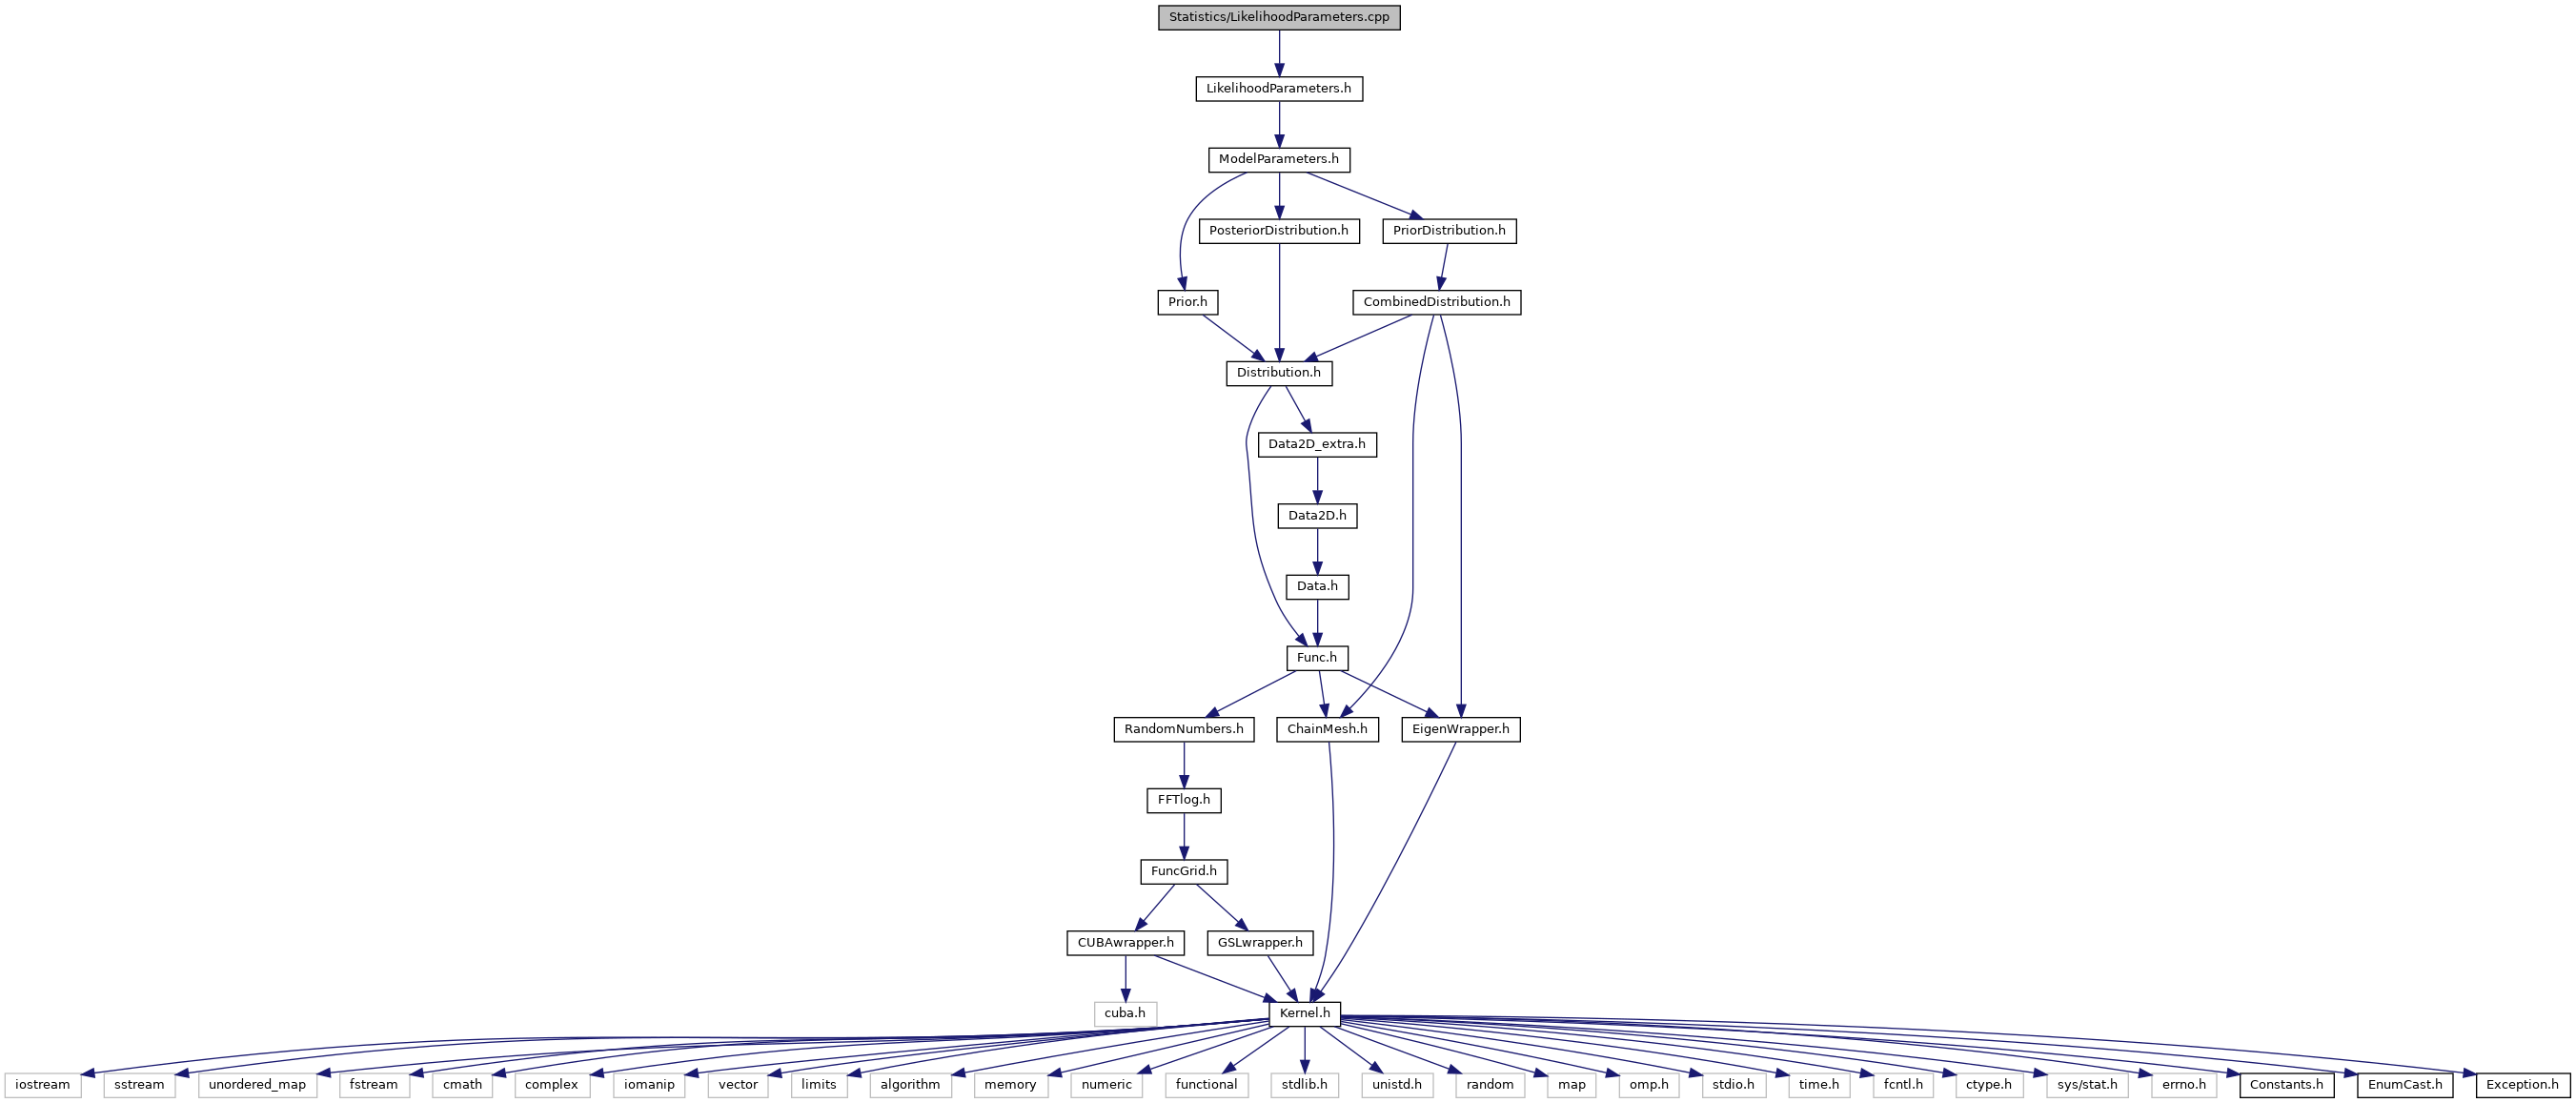 Statistics/LikelihoodParameters.cpp
LikelihoodParameters.h
ModelParameters.h
PosteriorDistribution.h
PriorDistribution.h
Prior.h
CombinedDistribution.h
Distribution.h
Data2D_extra.h
Data2D.h
Data.h
Func.h
RandomNumbers.h
ChainMesh.h
EigenWrapper.h
FFTlog.h
FuncGrid.h
CUBAwrapper.h
GSLwrapper.h
cuba.h
Kernel.h
iostream
sstream
unordered_map
fstream
cmath
complex
iomanip
vector
limits
algorithm
memory
numeric
functional
stdlib.h
unistd.h
random
map
omp.h
stdio.h
time.h
fcntl.h
ctype.h
sys/stat.h
errno.h
Constants.h
EnumCast.h
Exception.h